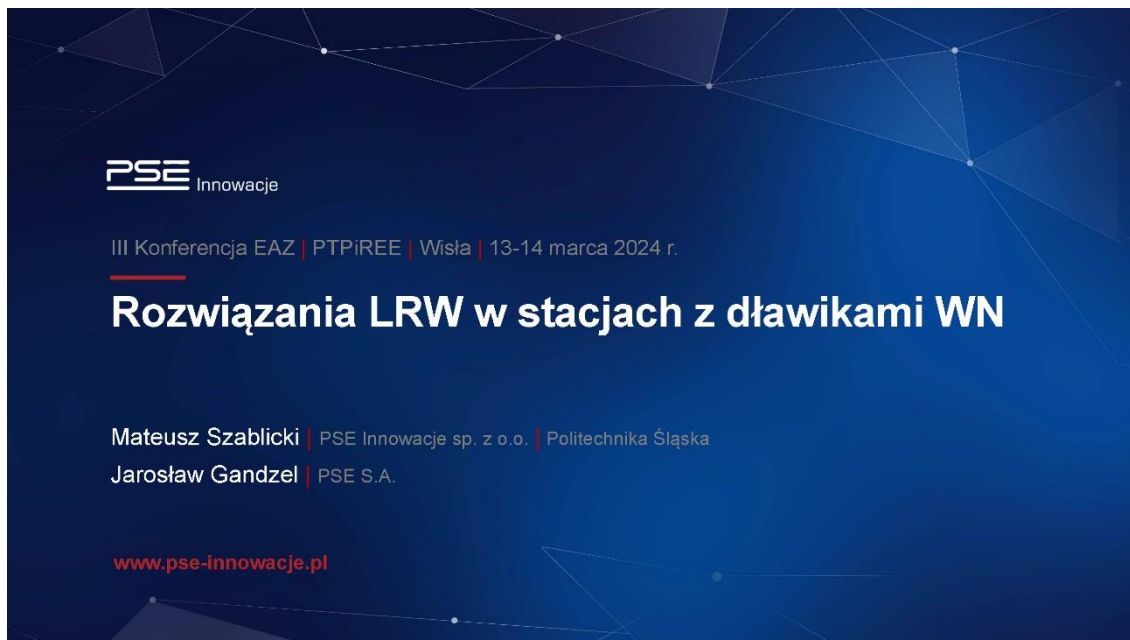 PSE Innowacje
III Konferencja EAZ | PTPiREE | Wisła | 13-14 marca 2024 r.
Rozwiązania LRW w stacjach z dławikami WN
Mateusz Szablicki | PSE Innowacje sp. z o.o. | Politechnika Śląska
Jarosław Gandzel | PSE S.A.
www.pse-innowacje.pl